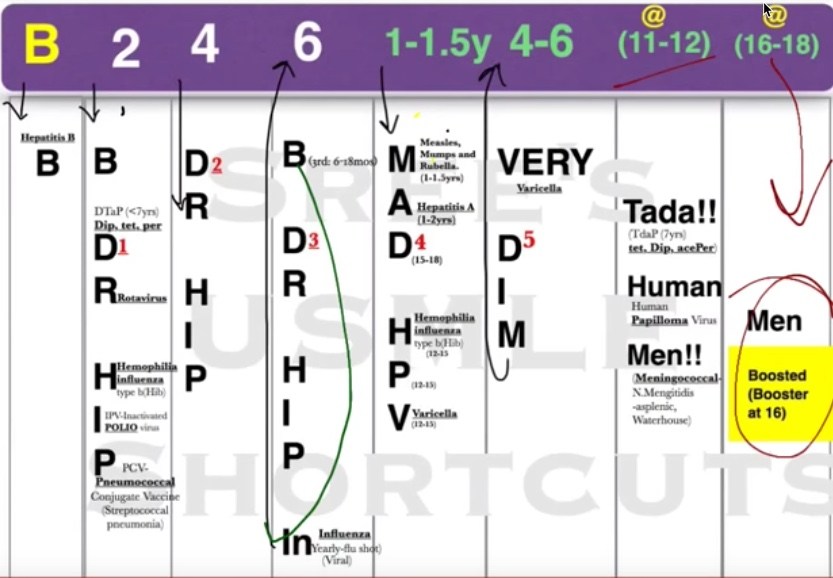 B 2 4 6 1-1.5y 4-6 @ (11-12) @ (16-18)
Hepatitis B
B
B
DTaP (<7yrs)
Dip, tet, per
D1
R Rotavirus
H Hemophilia
influenza
type b(Hib)
I IPV-Inactivated
POLIO virus
P PCV-
Pneumococcal
Conjugate Vaccine
(Streptococcal
pneumonia)
D2
R
H
I
P
B (3rd: 6-18mos)
D3
R
H
I
P
In Influenza
Yearly-flu shot)
(Viral)
M Measles,
Mumps and
Rubella.
(1-1.5yrs)
A Hepatitis A
(1-2yrs)
D4
(15-18)
H Hemophilia
influenza
type b(Hib)
(12-15
P (12-15)
V Varicella
(12-15)
VERY
Varicella
D5
I
M
Tada!!
(TdaP (7yrs)
tet, Dip, acePer)
Human
Human
Papilloma Virus
Men!!
(Meningococcal-
N.Mengitidis
-asplenic,
Waterhouse)
Men
Boosted
(Booster
at 16)
SREE'S
USMLE
SHORTCUTS